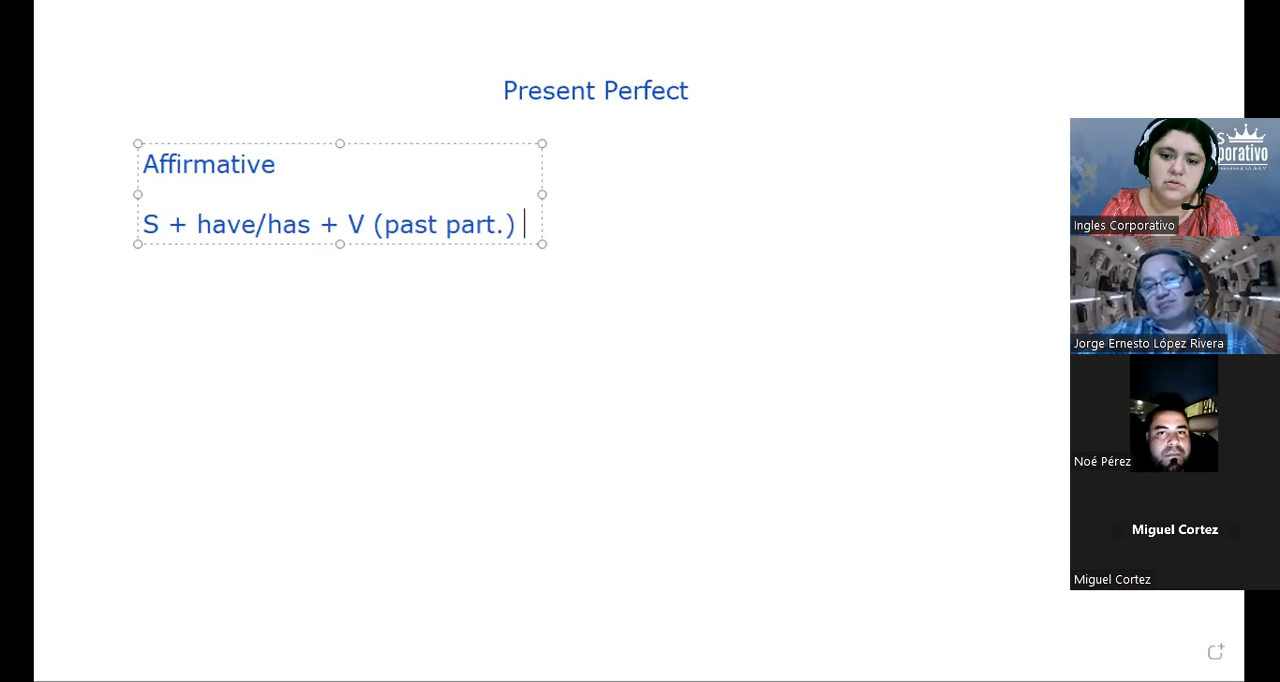 Present Perfect
Affirmative
S + have/has + V (past part.)
Ingles Corporativo
Jorge Ernesto López Rivera
Noé Pérez
Miguel Cortez
Miguel Cortez